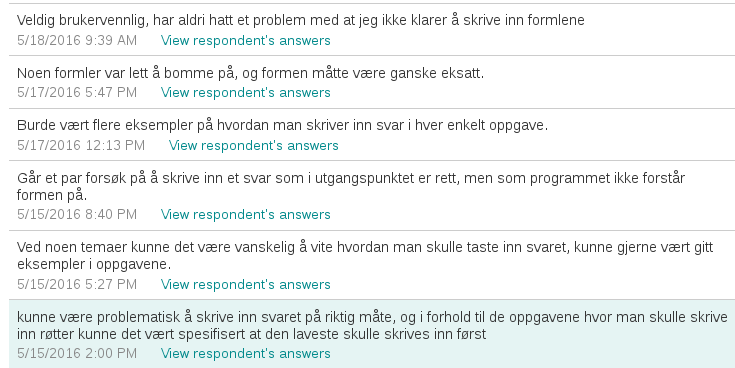 Veldig brukervennlig, har aldri hatt et problem med at jeg ikke klarer å skrive inn formlene
5/18/2016 9:39 AM View respondent's answers
Noen formler var lett å bomme på, og formen måtte være ganske eksatt.
5/17/2016 5:47 PM View respondent's answers
Burde vært flere eksempler på hvordan man skriver inn svar i hver enkelt oppgave.
5/17/2016 12:13 PM View respondent's answers
Går et par forsøk på å skrive inn et svar som i utgangspunktet er rett, men som programmet ikke forstår
formen på.
5/15/2016 8:40 PM View respondent's answers
Ved noen temaer kunne det være vanskelig å vite hvordan man skulle taste inn svaret, kunne gjerne vært gitt
eksempler i oppgavene.
5/15/2016 5:27 PM View respondent's answers
kunne være problematisk å skrive inn svaret på riktig måte, og i forhold til de oppgavene hvor man skulle skrive
inn røtter kunne det vært spesifisert at den laveste skulle skrives inn først
5/15/2016 2:00 PM View respondent's answers